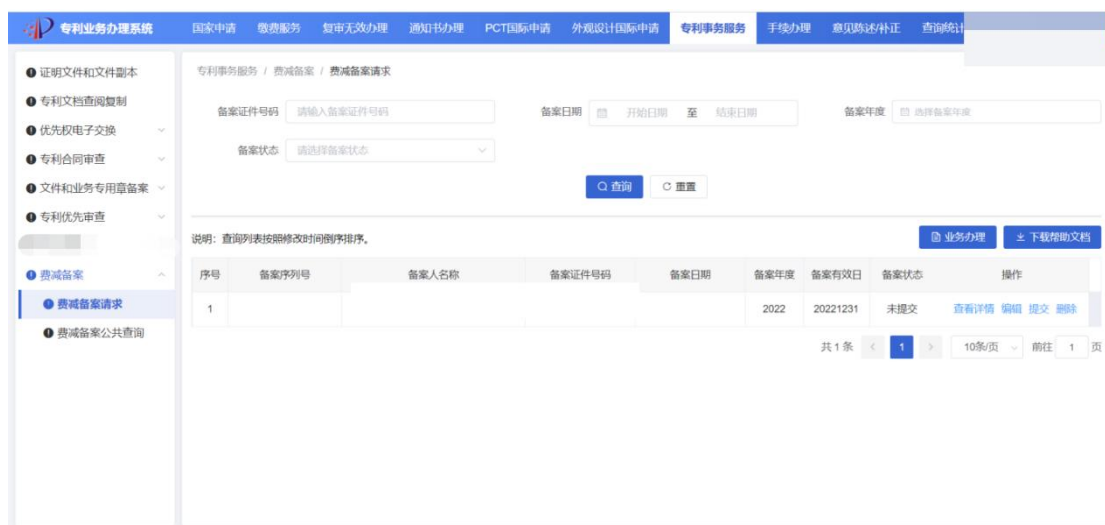 专利业务办理系统 国家申请 缴费服务 复审无效办理 通知书办理 PCT国际申请 外观设计国际申请 专利事务服务 手续办理 意见陈述/补正 查询统计
证明文件和文件副本
专利文档查阅复制
优先权电子交换
专利合同审查
文件和业务专用章备案
专利优先审查
费减备案
费减备案请求
费减备案公共查询
专利事务服务 / 费减备案 / 费减备案请求
备案证件号码 请输入备案证件号码 备案日期 开始日期 至 结束日期 备案年度 选择备案年度
备案状态 请选择备案状态
查询 重置
说明：查询列表按照修改时间倒序排序。 业务办理 下载帮助文档
序号 备案序列号 备案人名称 备案证件号码 备案日期 备案年度 备案有效日 备案状态 操作
1 2022 20221231 未提交 查看详情 编辑 提交 删除
共 1 条 < 1 > 10条/页 前往 1 页